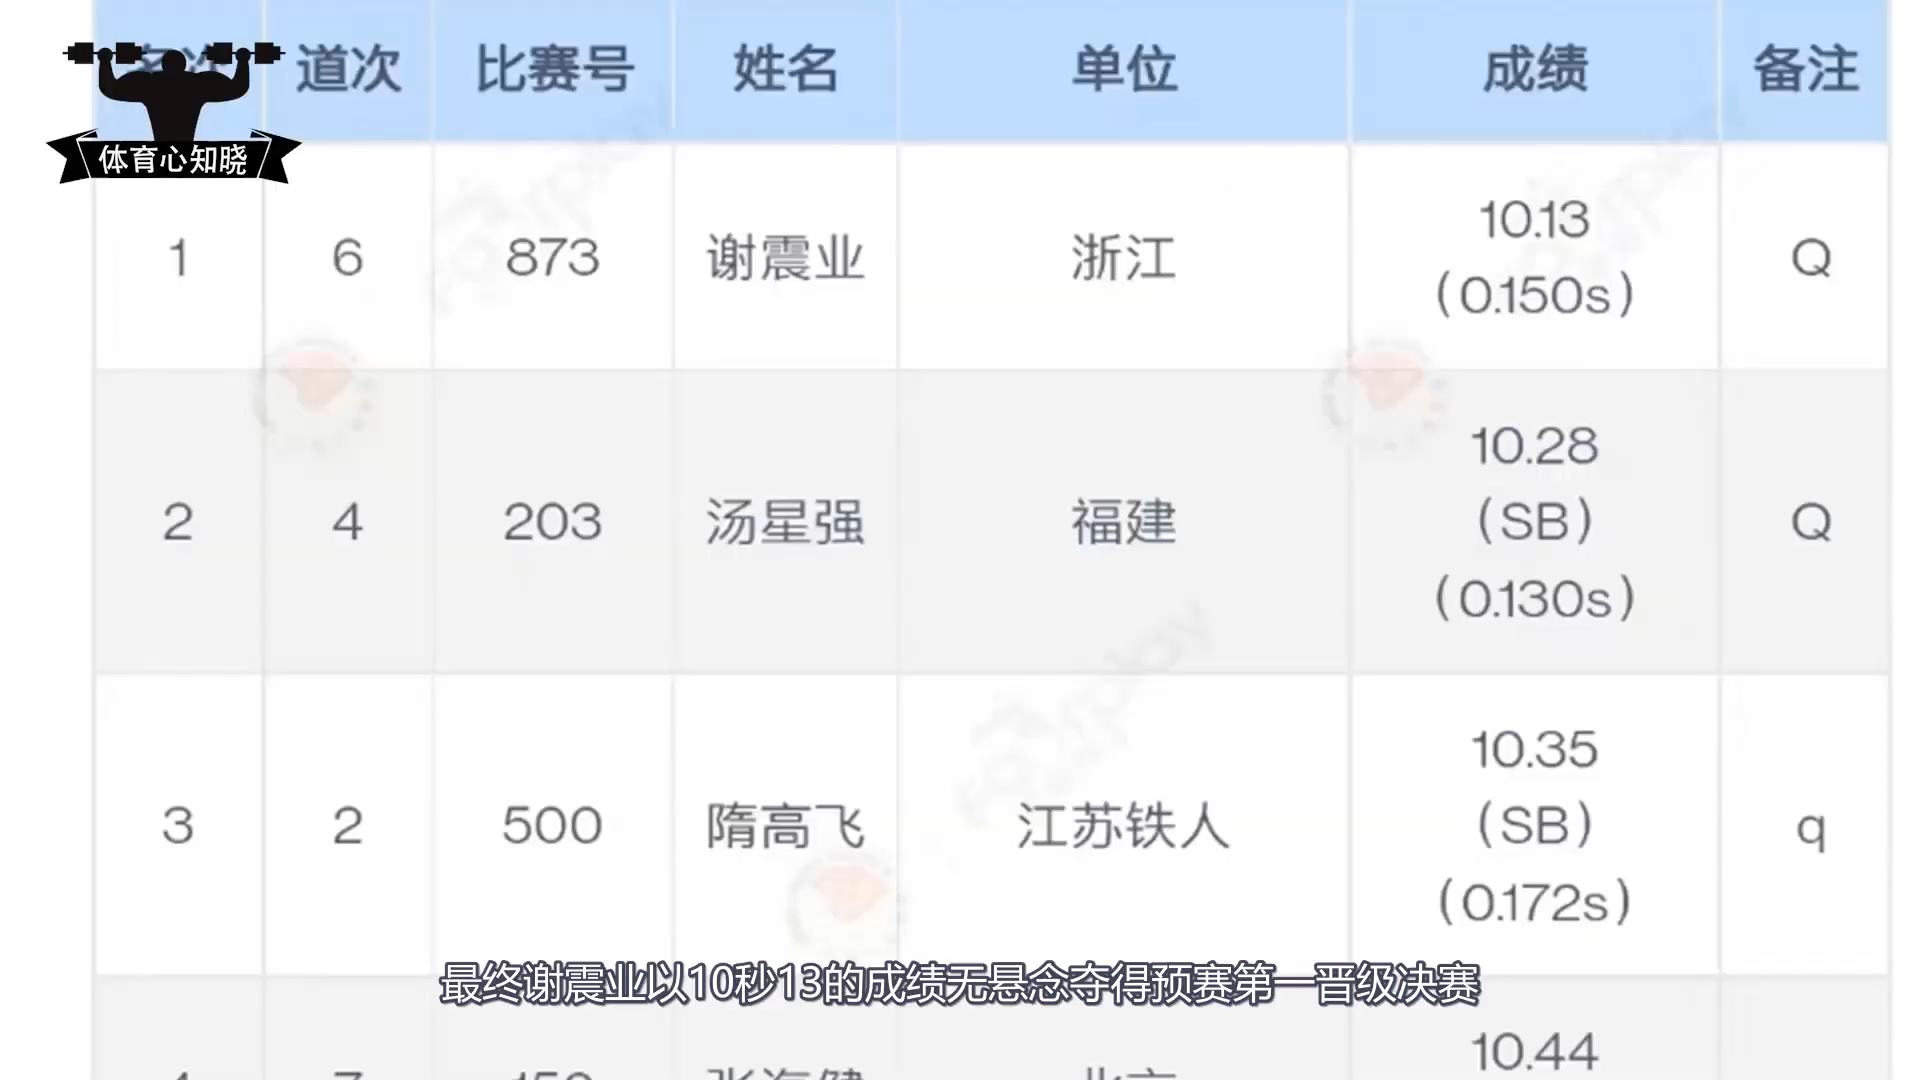 名次 道次 比赛号 姓名 单位 成绩 备注
体育心知晓
1 6 873 谢震业 浙江 10.13 (0.150s) Q
2 4 203 汤星强 福建 10.28 (SB) (0.130s) Q
3 2 500 隋高飞 江苏铁人 10.35 (SB) (0.172s) q
最终谢震业以10秒13的成绩无悬念夺得预赛第一晋级决赛
10.44